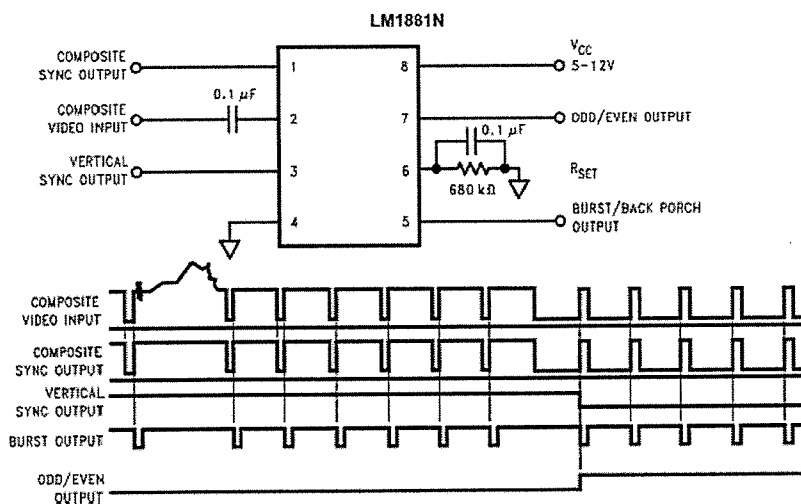 LM1881N
COMPOSITE
SYNC OUTPUT
1
8
VCC
5-12V
0.1 µF
COMPOSITE
VIDEO INPUT
2
7
ODD/EVEN OUTPUT
0.1 µF
VERTICAL
SYNC OUTPUT
3
6
680 kΩ
RSET
4
5
BURST/BACK PORCH
OUTPUT
COMPOSITE
VIDEO INPUT
COMPOSITE
SYNC OUTPUT
VERTICAL
SYNC OUTPUT
BURST OUTPUT
ODD/EVEN
OUTPUT